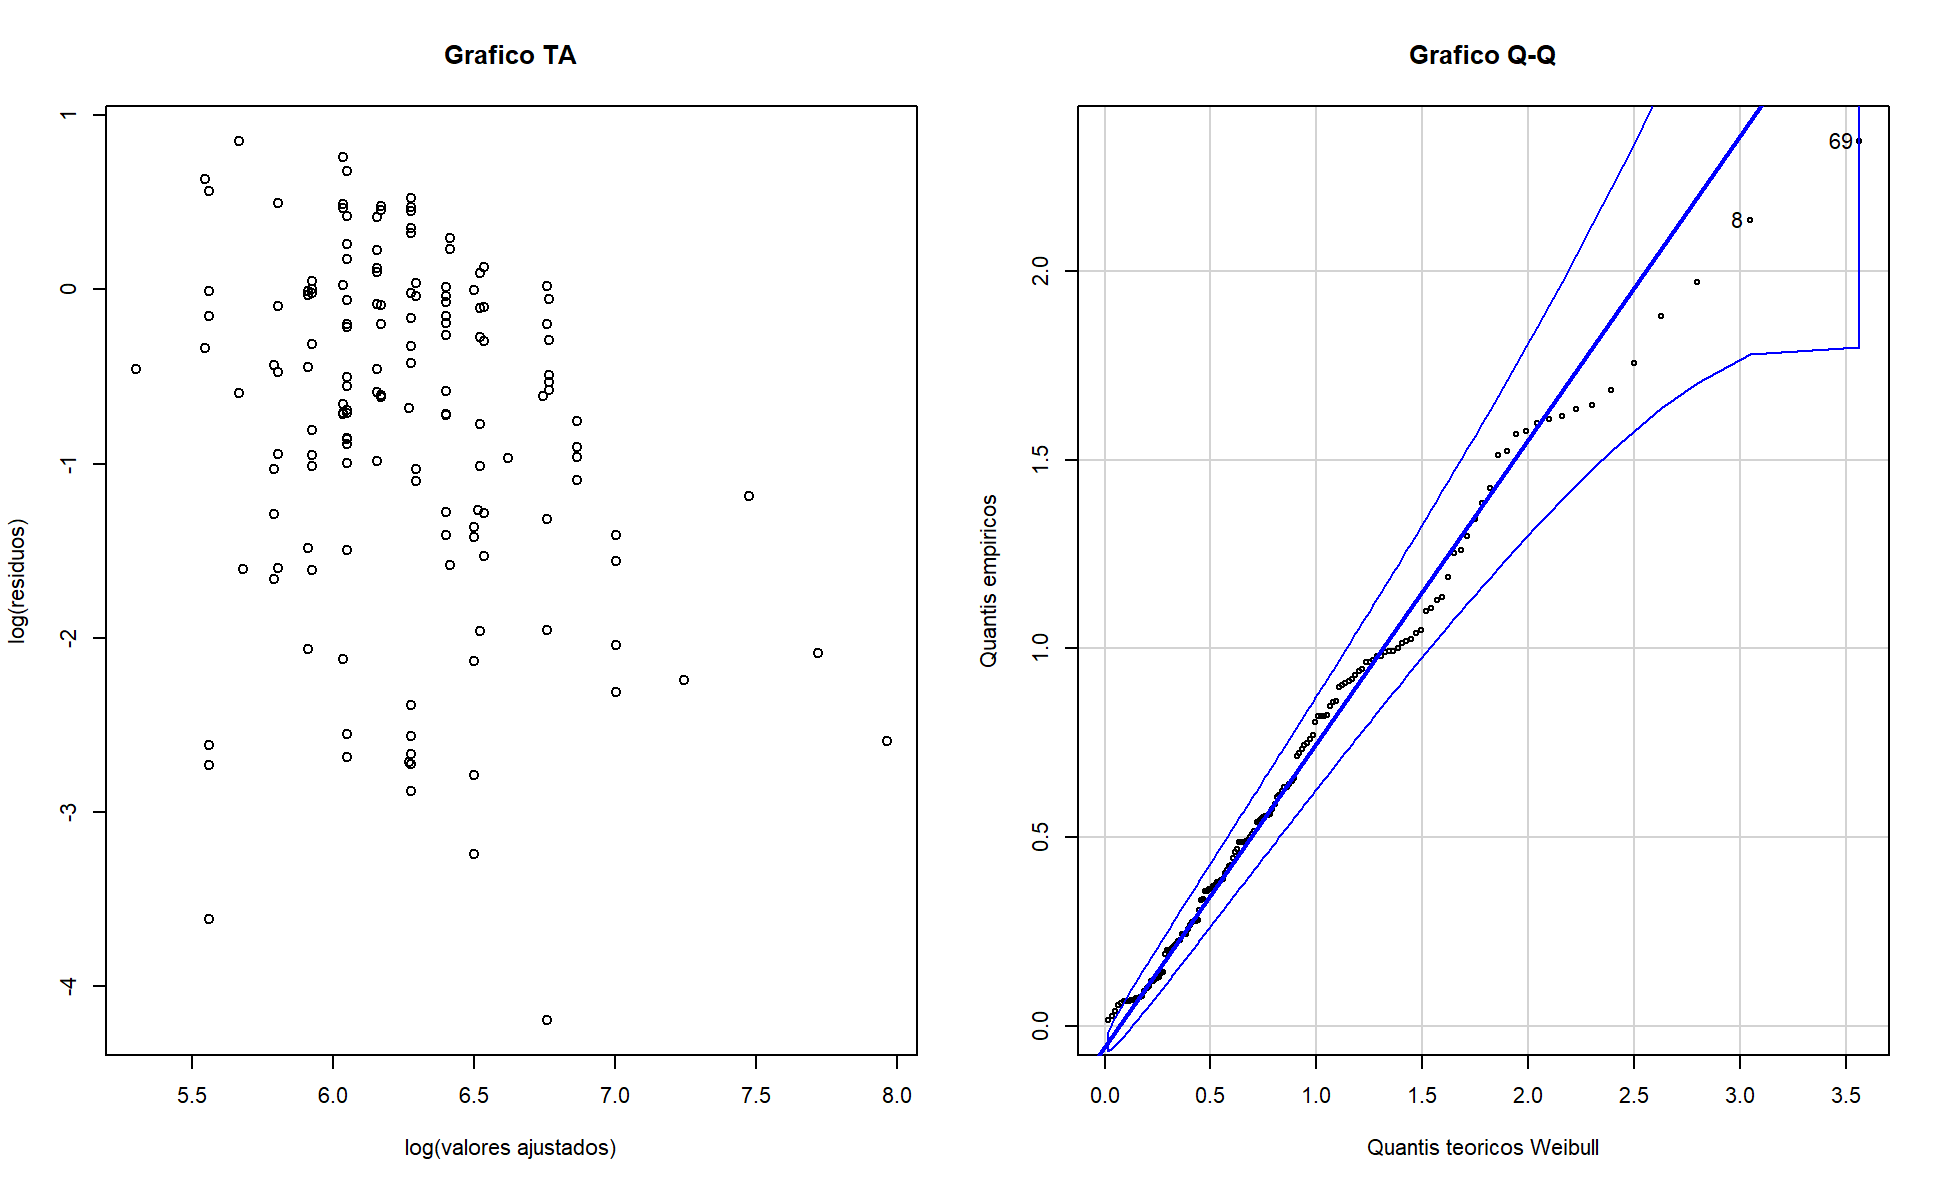 Grafico TA
log(residuos)
1
0
-1
-2
-3
-4
5.5 6.0 6.5 7.0 7.5 8.0
log(valores ajustados)
Grafico Q-Q
Quantis empiricos
2.0
1.5
1.0
0.5
0.0
69
8
0.0 0.5 1.0 1.5 2.0 2.5 3.0 3.5
Quantis teoricos Weibull